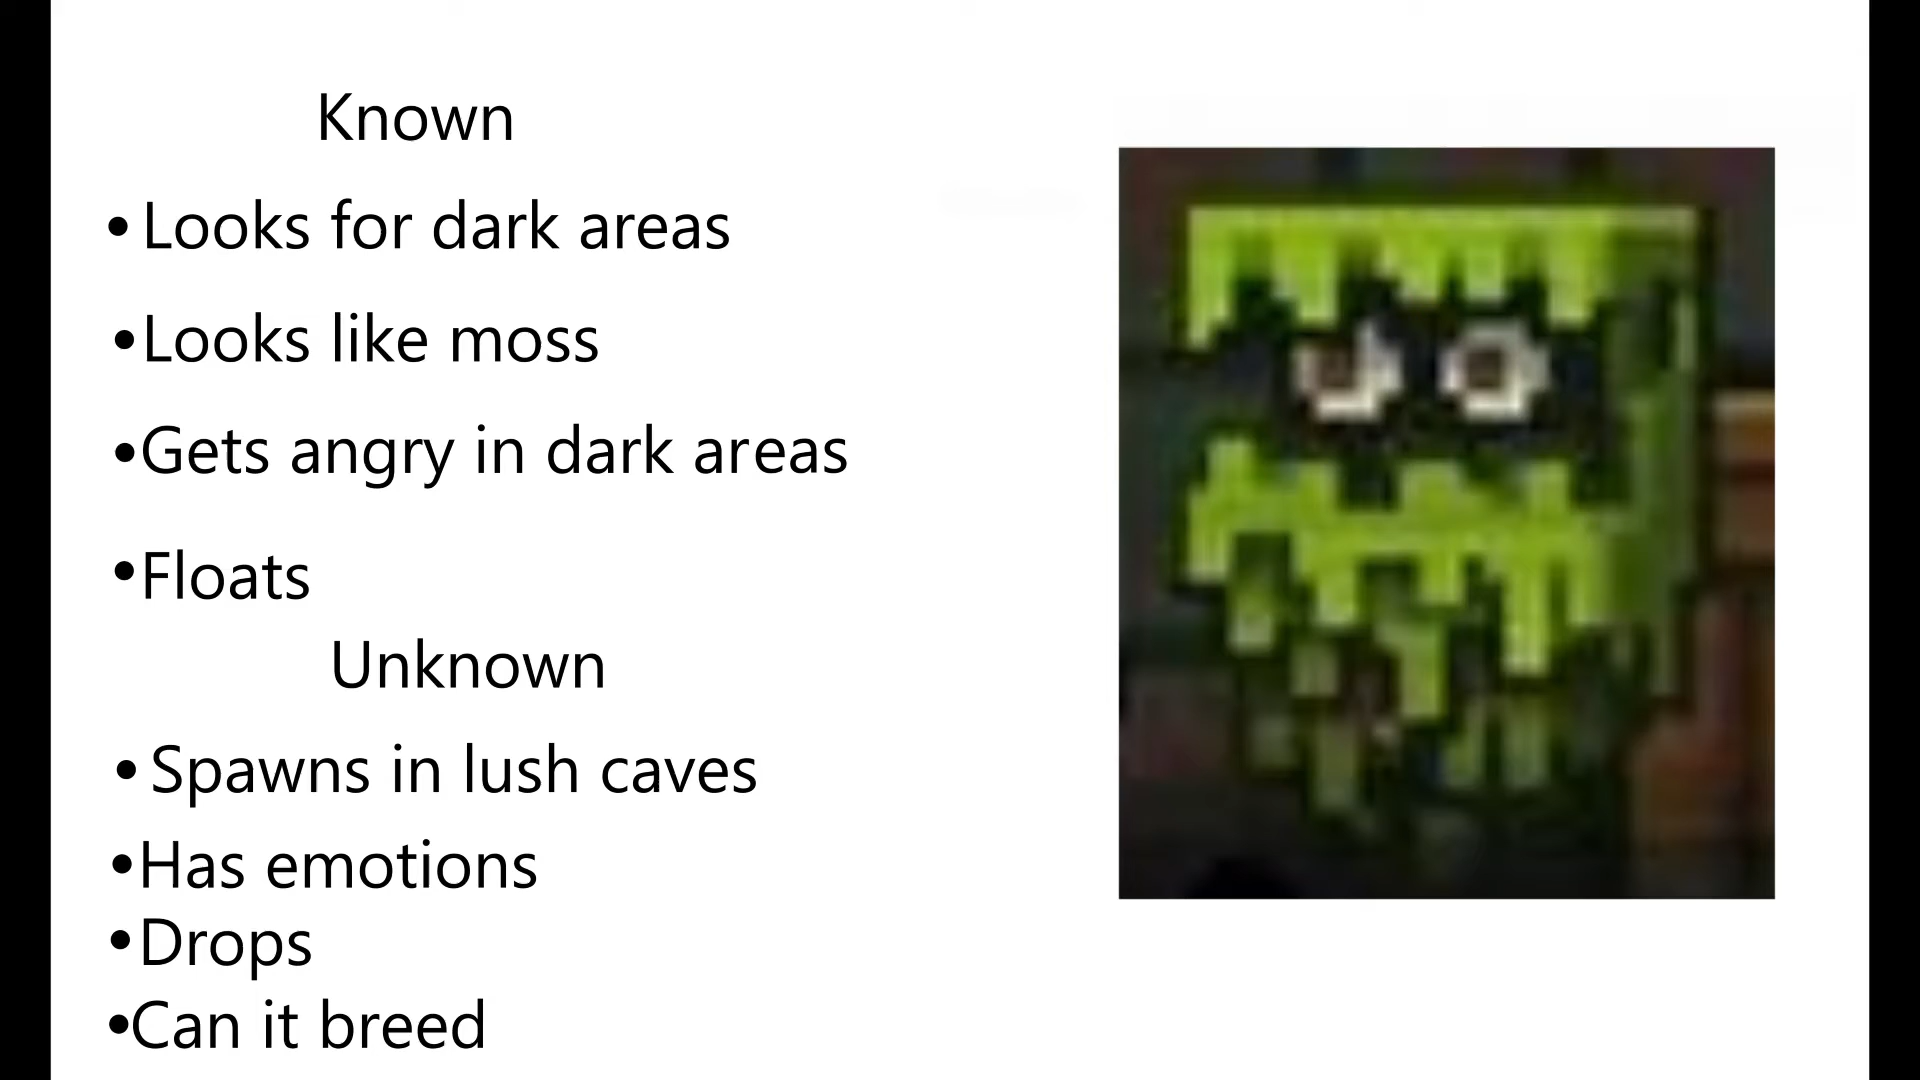 Known
• Looks for dark areas
•Looks like moss
•Gets angry in dark areas
•Floats
Unknown
• Spawns in lush caves
•Has emotions
•Drops
•Can it breed